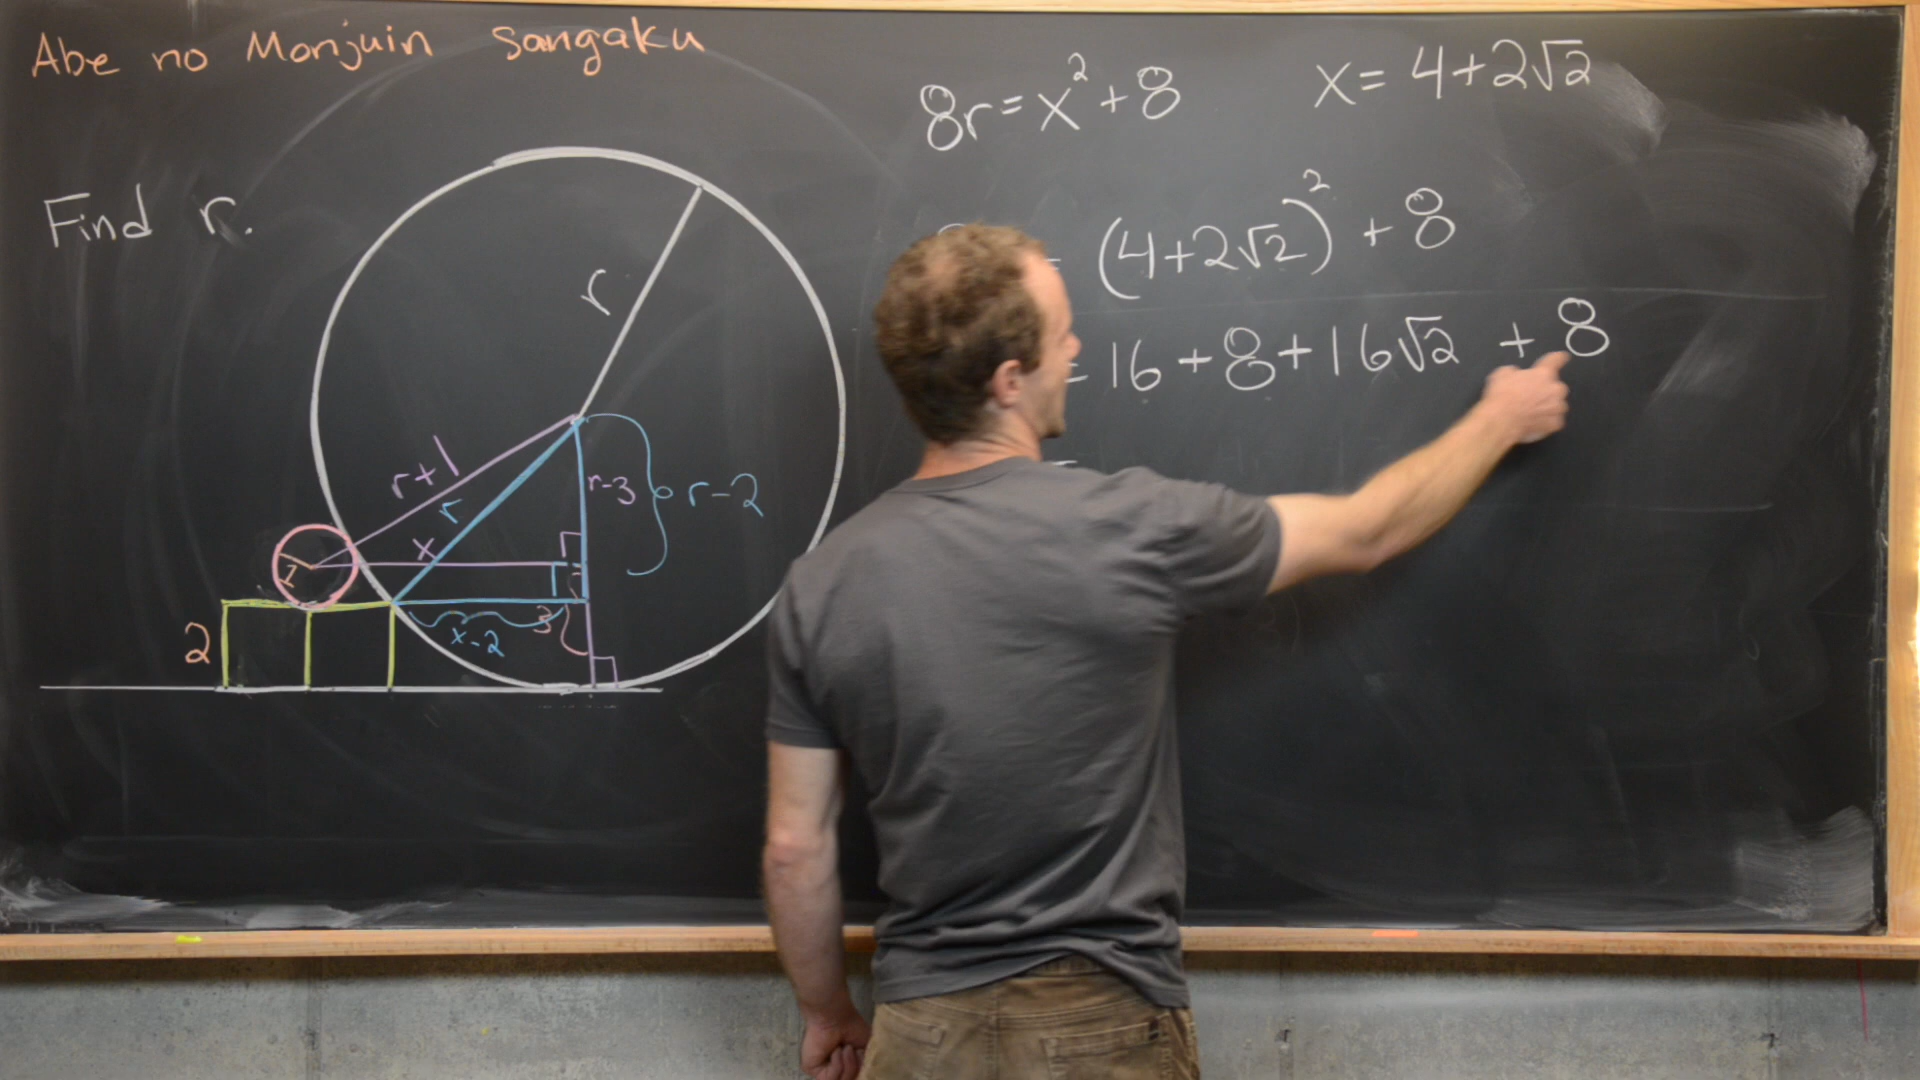 Abe no Monjuin Sangaku
Find r.
r
r+1
r
x
r-3
r-2
1
2
x-2
3
8r=x²+8
x=4+2√2
= (4+2√2)² +8
=16+8+16√2 +8
=